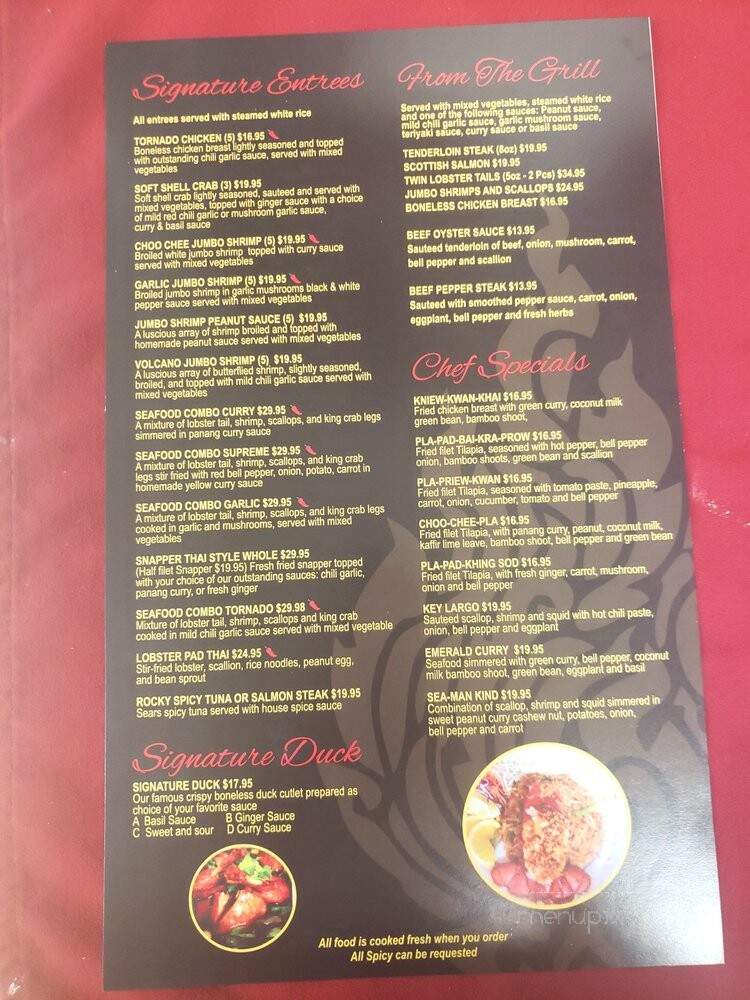 Signature Entrees
All entrees served with steamed white rice
TORNADO CHICKEN (5) $16.95
Boneless chicken breast lightly seasoned and topped
with outstanding chili garlic sauce, served with mixed
vegetables
SOFT SHELL CRAB (3) $19.95
Soft shell crab lightly seasoned, sauteed and served with
mixed vegetables, topped with ginger sauce with a choice
of mild red chili garlic or mushroom garlic sauce,
curry & basil sauce
CHOO CHEE JUMBO SHRIMP (5) $19.95
Broiled white jumbo shrimp topped with curry sauce
served with mixed vegetables
GARLIC JUMBO SHRIMP (5) $19.95
Broiled jumbo shrimp in garlic mushrooms black & white
pepper sauce served with mixed vegetables
JUMBO SHRIMP PEANUT SAUCE (5) $19.95
A luscious array of shrimp broiled and topped with
homemade peanut sauce served with mixed vegetables
VOLCANO JUMBO SHRIMP (5) $19.95
A luscious array of butterflied shrimp, slightly seasoned,
broiled, and topped with mild chili garlic sauce served with
mixed vegetables
SEAFOOD COMBO CURRY $29.95
A mixture of lobster tail, shrimp, scallops, and king crab legs
simmered in panang curry sauce
SEAFOOD COMBO SUPREME $29.95
A mixture of lobster tail, shrimp, scallops, and king crab
legs stir fried with red bell pepper, onion, potato, carrot in
homemade yellow curry sauce
SEAFOOD COMBO GARLIC $29.95
A mixture of lobster tail, shrimp, scallops, and king crab legs
cooked in garlic and mushrooms, served with mixed
vegetables
SNAPPER THAI STYLE WHOLE $29.95
(Half filet Snapper $19.95) Fresh fried snapper topped
with your choice of our outstanding sauces: chili garlic,
panang curry, or fresh ginger
SEAFOOD COMBO TORNADO $29.98
Mixture of lobster tail, shrimp, scallops and king crab
cooked in mild chili garlic sauce served with mixed vegetable
LOBSTER PAD THAI $24.95
Stir-fried lobster, scallion, rice noodles, peanut egg,
and bean sprout
ROCKY SPICY TUNA OR SALMON STEAK $19.95
Sears spicy tuna served with house spice sauce
Signature Duck
SIGNATURE DUCK $17.95
Our famous crispy boneless duck cutlet prepared as
choice of your favorite sauce
A Basil Sauce B Ginger Sauce
C Sweet and sour D Curry Sauce
From The Grill
Served with mixed vegetables, steamed white rice
and one of the following sauces: Peanut sauce,
mild chili garlic sauce, garlic mushroom sauce,
teriyaki sauce, curry sauce or basil sauce
TENDERLOIN STEAK (8oz) $19.95
SCOTTISH SALMON $19.95
TWIN LOBSTER TAILS (5oz - 2 Pcs) $34.95
JUMBO SHRIMPS AND SCALLOPS $24.95
BONELESS CHICKEN BREAST $16.95
BEEF OYSTER SAUCE $13.95
Sauteed tenderloin of beef, onion, mushroom, carrot,
bell pepper and scallion
BEEF PEPPER STEAK $13.95
Sauteed with smoothed pepper sauce, carrot, onion,
eggplant, bell pepper and fresh herbs
Chef Specials
KNIEW-KWAN-KHAI $16.95
Fried chicken breast with green curry, coconut milk
green bean, bamboo shoot,
PLA-PAD-BAI-KRA-PROW $16.95
Fried filet Tilapia, seasoned with hot pepper, bell pepper
onion, bamboo shoots, green bean and scallion
PLA-PRIEW-KWAN $16.95
Fried filet Tilapia, seasoned with tomato paste, pineapple,
carrot, onion, cucumber, tomato and bell pepper
CHOO-CHEE-PLA $16.95
Fried filet Tilapia, with panang curry, peanut, coconut milk,
kaffir lime leave, bamboo shoot, bell pepper and green bean
PLA-PAD-KHING SOD $16.95
Fried filet Tilapia, with fresh ginger, carrot, mushroom,
onion and bell pepper
KEY LARGO $19.95
Sauteed scallop, shrimp and squid with hot chili paste,
onion, bell pepper and eggplant
EMERALD CURRY $19.95
Seafood simmered with green curry, bell pepper, coconut
milk bamboo shoot, green bean, eggplant and basil
SEA-MAN KIND $19.95
Combination of scallop, shrimp and squid simmered in
sweet peanut curry cashew nut, potatoes, onion,
bell pepper and carrot
All food is cooked fresh when you order
All Spicy can be requested